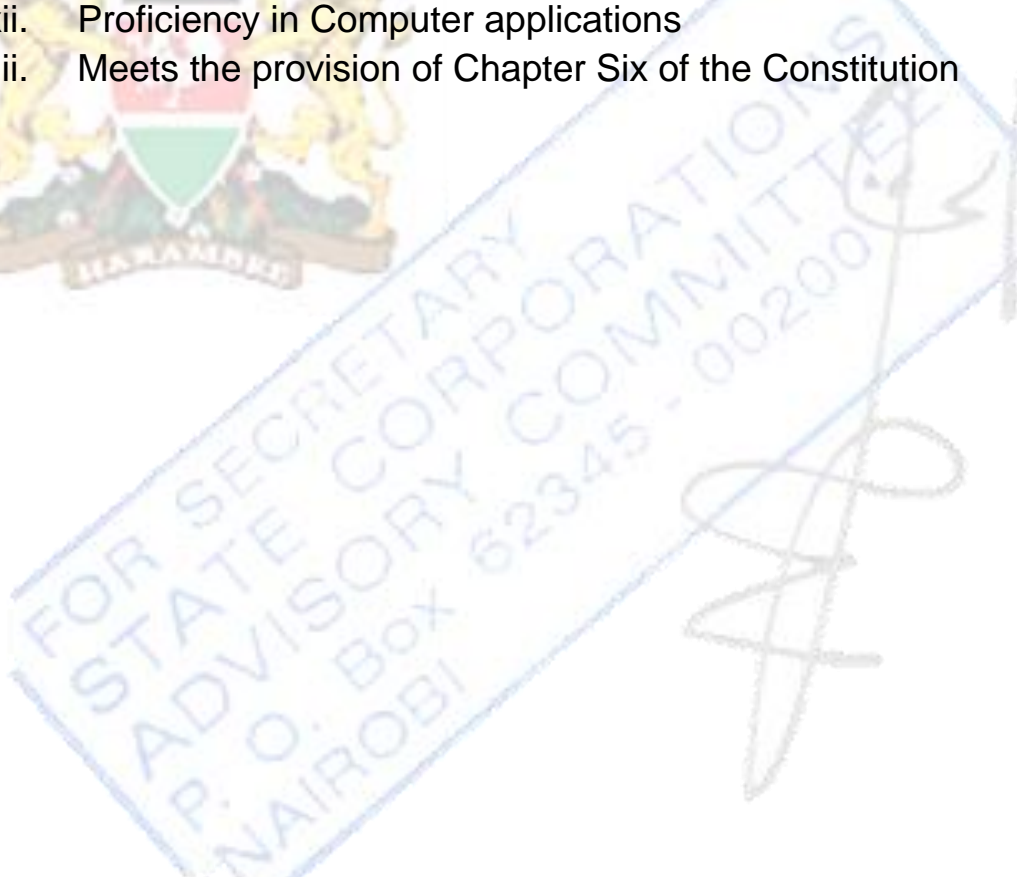 ii. Proficiency in Computer applications
ii. Meets the provision of Chapter Six of the Constitution
HARAMBEE
FOR SECRETARY
STATE CORPORATIONS
ADVISORY COMMITTEE
P. O. Box 62345 - 00200
NAIROBI